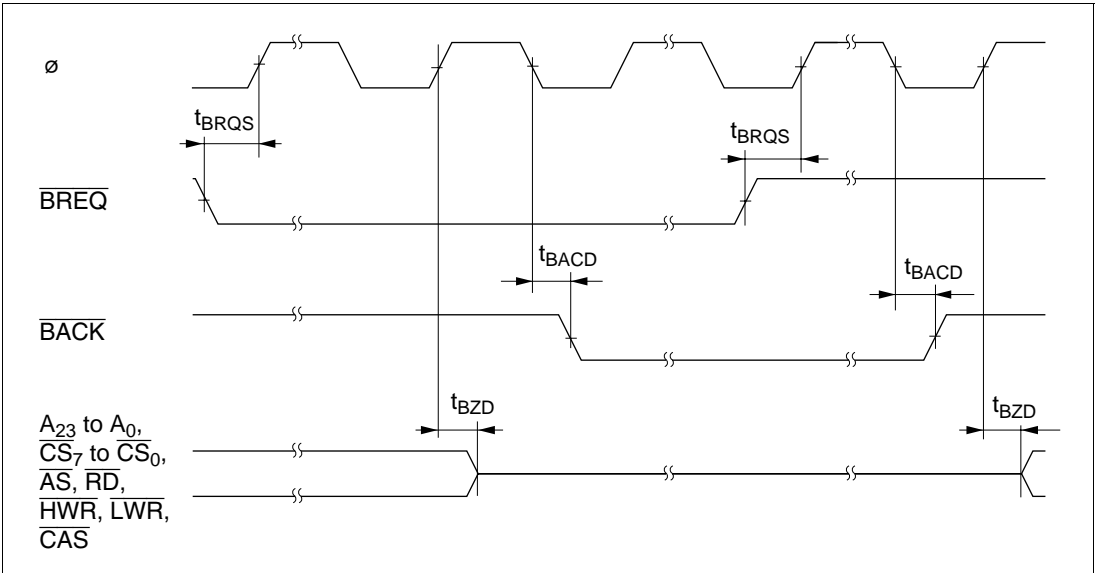 ø
tBRQS
tBRQS
BREQ
tBACD
tBACD
BACK
tBZD
tBZD
A23 to A0,
CS7 to CS0,
AS, RD,
HWR, LWR,
CAS